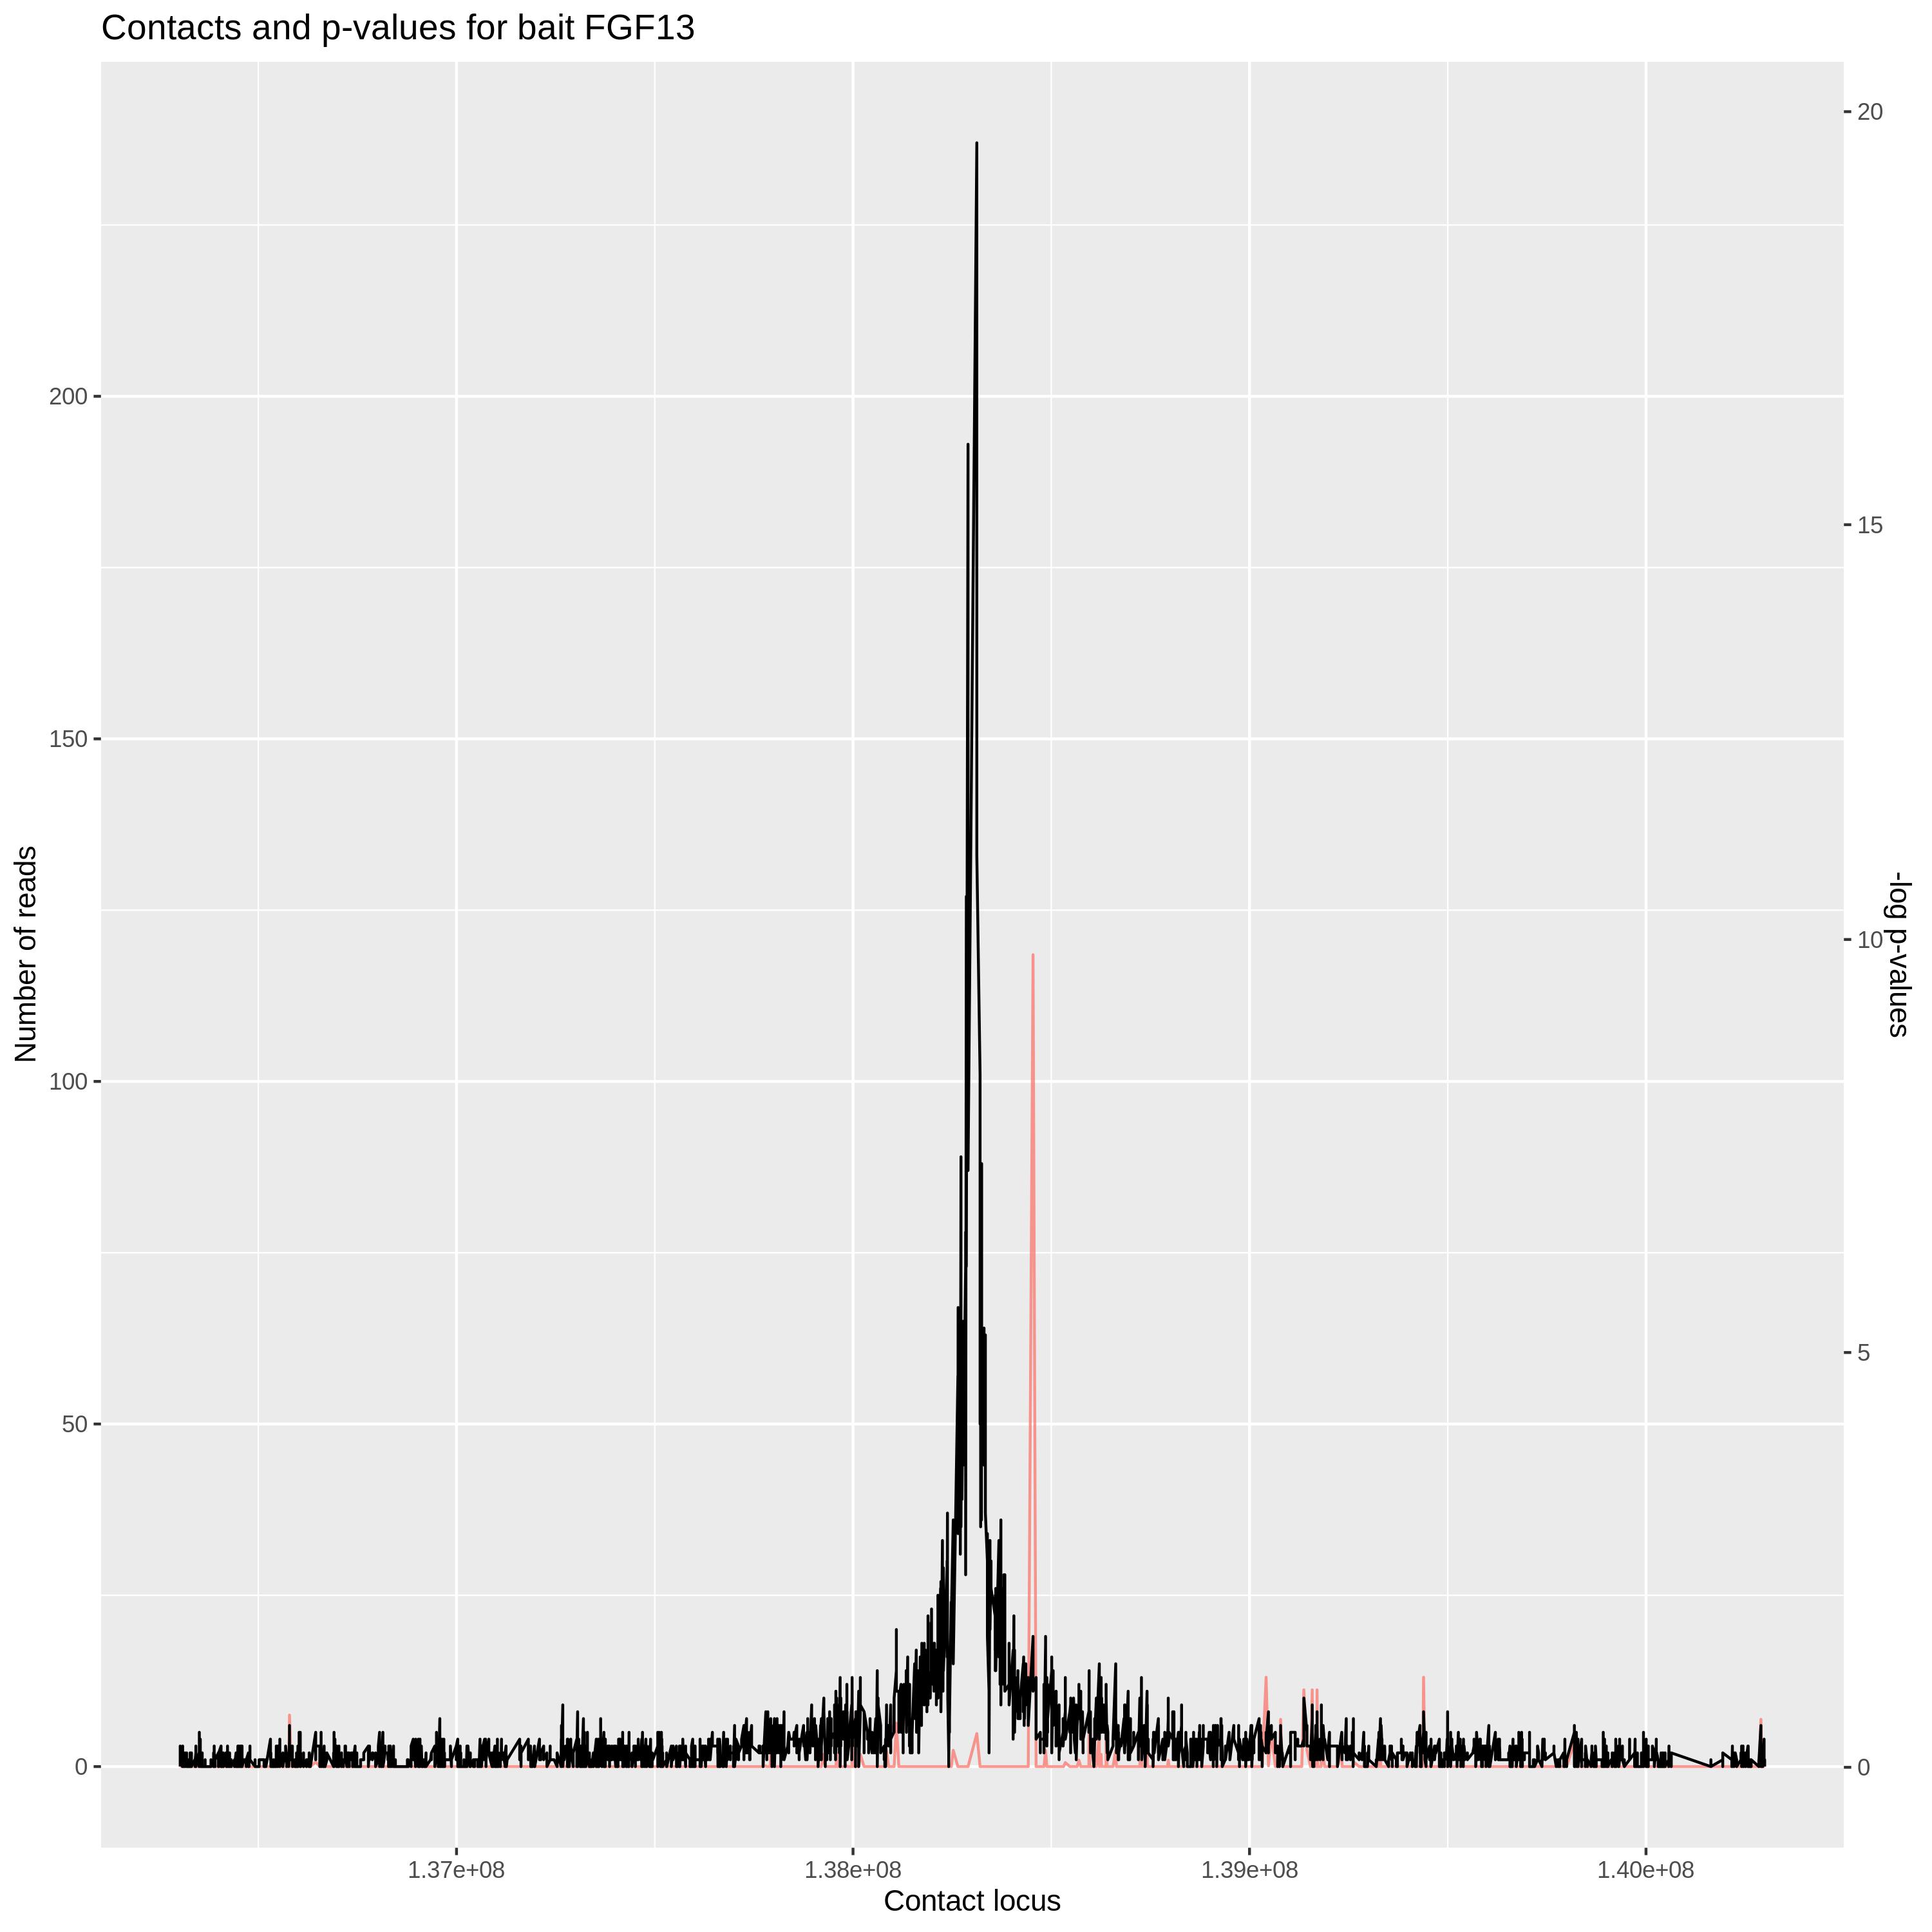 Contacts and p-values for bait FGF13
Number of reads
200
150
100
50
0
20
15
10
5
0
-log p-values
1.37e+08 1.38e+08 1.39e+08 1.40e+08
Contact locus